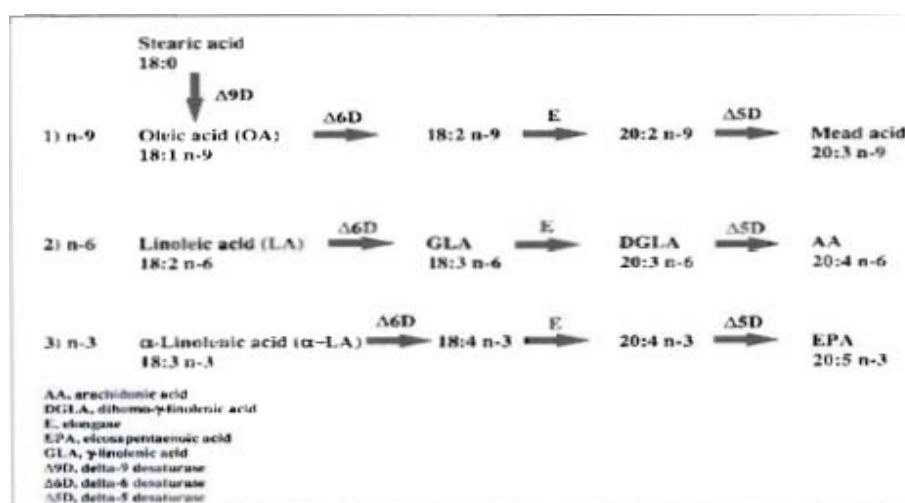 Stearic acid
18:0
Δ9D
Δ6D E Δ5D
1) n-9 Oleic acid (OA) 18:2 n-9 20:2 n-9 Mead acid
18:1 n-9 20:3 n-9
Δ6D E Δ5D
2) n-6 Linoleic acid (LA) GLA DGLA AA
18:2 n-6 18:3 n-6 20:3 n-6 20:4 n-6
Δ6D E Δ5D
3) n-3 α-Linolenic acid (α-LA) 18:4 n-3 20:4 n-3 EPA
18:3 n-3 20:5 n-3
AA, arachidonic acid
DGLA, dihomo-γ-linolenic acid
E, elongase
EPA, eicosapentaenoic acid
GLA, γ-linolenic acid
Δ9D, delta-9 desaturase
Δ6D, delta-6 desaturase
Δ5D, delta-5 desaturase